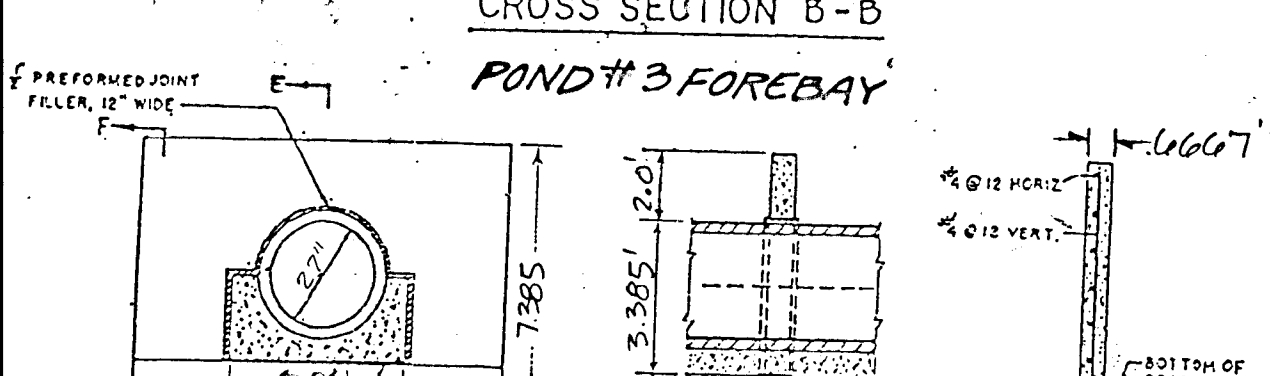 CROSS SECTION B-B
POND #3 FOREBAY
PREFORMED JOINT
FILLER, 12" WIDE
E
F
27"
7.385
2.0'
3.385'
.6667'
#4 @ 12 HORIZ
#4 @ 12 VERT.
BOTTOM OF